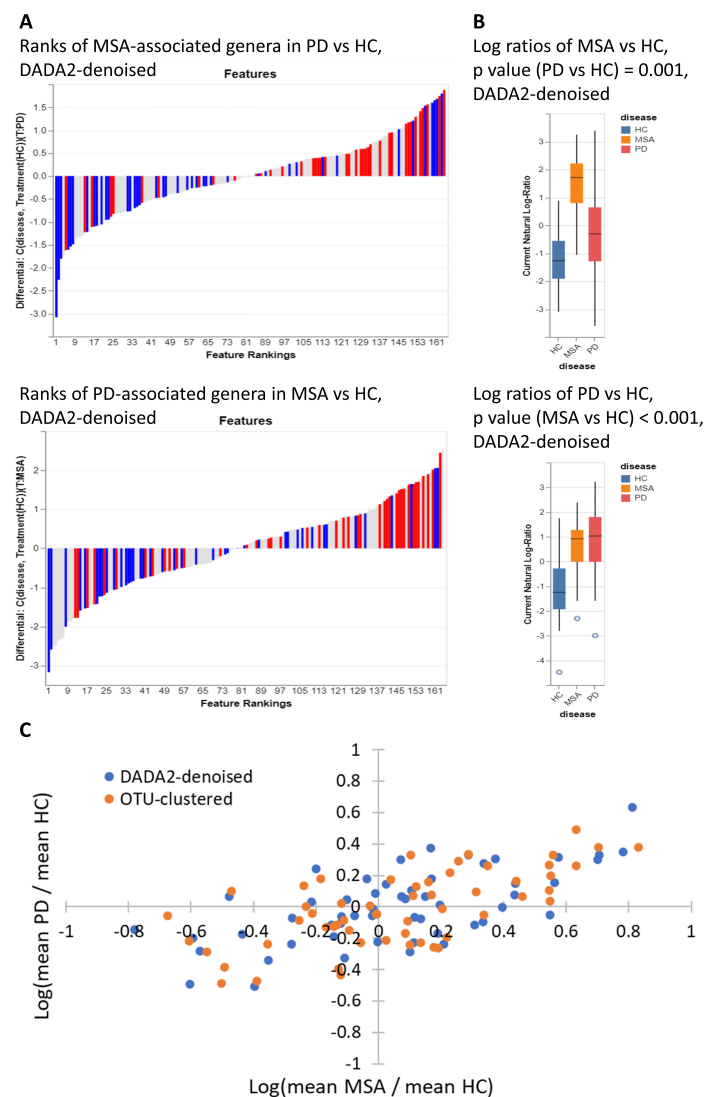 A
Ranks of MSA-associated genera in PD vs HC,
DADA2-denoised
Features
Differential: C(disease, Treatment(HC))(T:PD)
1.5
1.0
0.5
0.0
-0.5
-1.0
-1.5
-2.0
-2.5
-3.0
1 9 17 25 33 41 49 57 65 73 81 89 97 105 113 121 129 137 145 153 161
Feature Rankings
B
Log ratios of MSA vs HC,
p value (PD vs HC) = 0.001,
DADA2-denoised
disease
HC
MSA
PD
Current Natural Log-Ratio
3
2
1
0
-1
-2
-3
HC MSA PD
disease
Ranks of PD-associated genera in MSA vs HC,
DADA2-denoised
Features
Differential: C(disease, Treatment(HC))(T:MSA)
2
1
0
-1
-2
-3
1 9 17 25 33 41 49 57 65 73 81 89 97 105 113 121 129 137 145 153 161
Feature Rankings
Log ratios of PD vs HC,
p value (MSA vs HC) < 0.001,
DADA2-denoised
disease
HC
MSA
PD
Current Natural Log-Ratio
3
2
1
0
-1
-2
-3
-4
HC MSA PD
disease
C
DADA2-denoised
OTU-clustered
Log(mean PD / mean HC)
1
0.8
0.6
0.4
0.2
0
-0.2
-0.4
-0.6
-0.8
-1
-1 -0.8 -0.6 -0.4 -0.2 0 0.2 0.4 0.6 0.8 1
Log(mean MSA / mean HC)